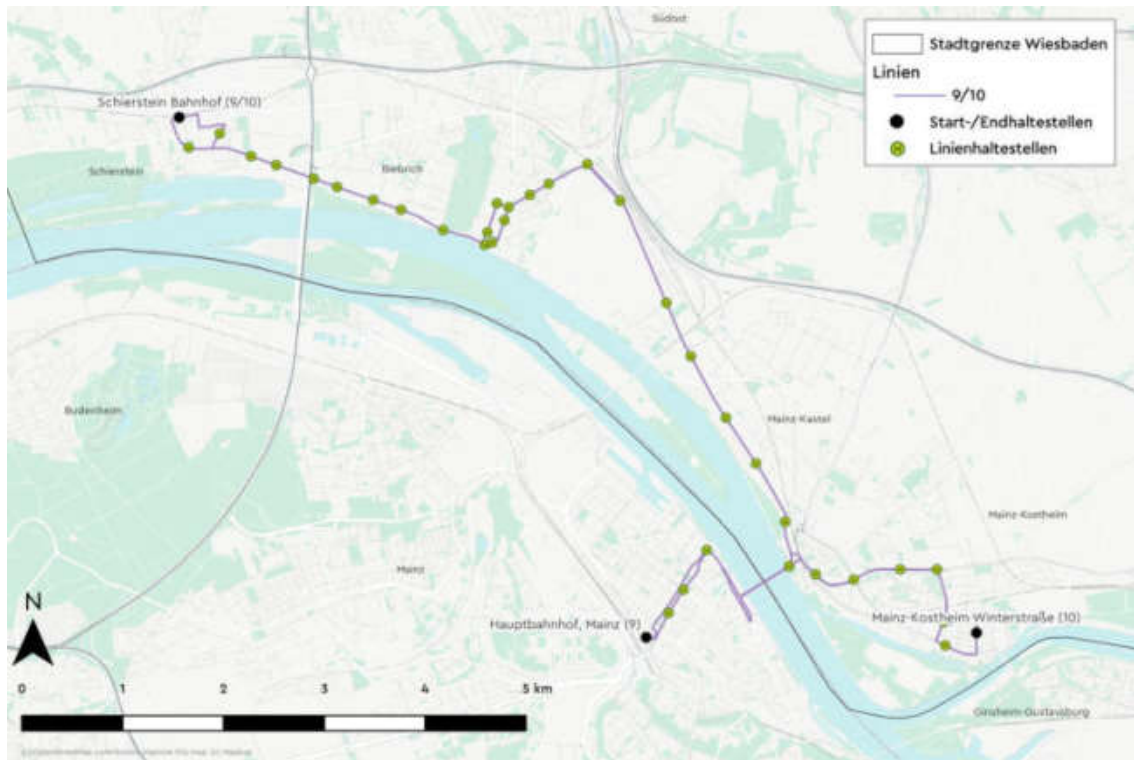 Südost
Stadtgrenze Wiesbaden
Linien
9/10
Start-/Endhaltestellen
Linienhaltestellen
Schierstein Bahnhof (9/10)
Schierstein
Biebrich
Budenheim
Mainz-Kastel
Mainz-Kostheim
Mainz
Hauptbahnhof, Mainz (9)
Mainz-Kostheim Winterstraße (10)
Ginsheim-Gustavsburg
N
0 1 2 3 4 5 km